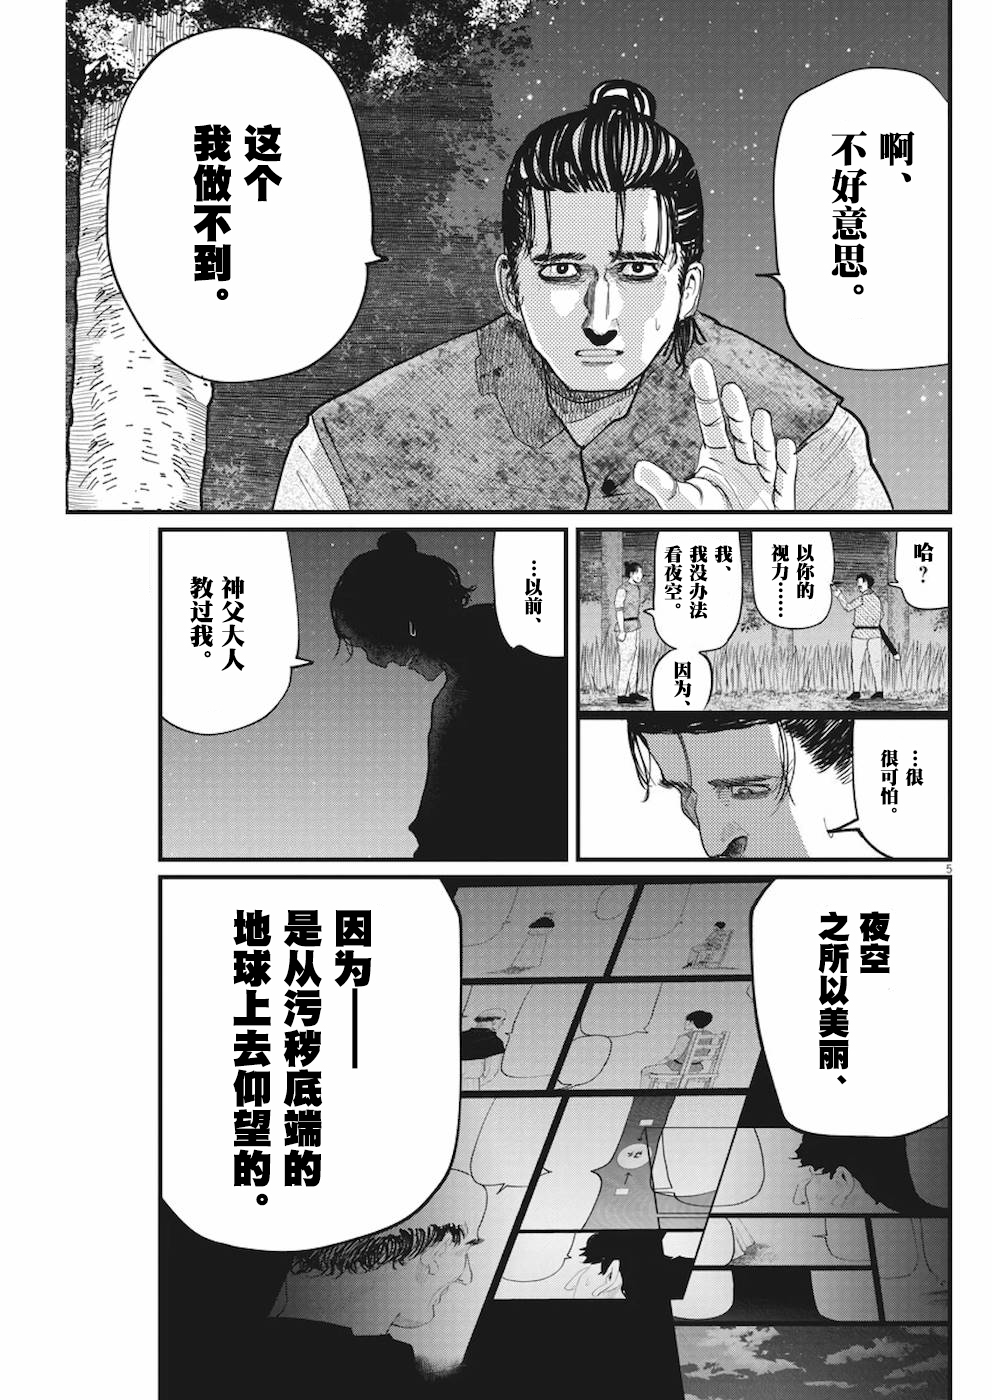 啊、
不好意思。
这个
我做不到。
哈？
以你的
视力……
我、
我没办法
看夜空。
因为、
…很
很可怕。
…以前、
神父大人
教过我。
夜空
之所以美丽、
因为——
是从污秽底端的
地球上去仰望的。
5